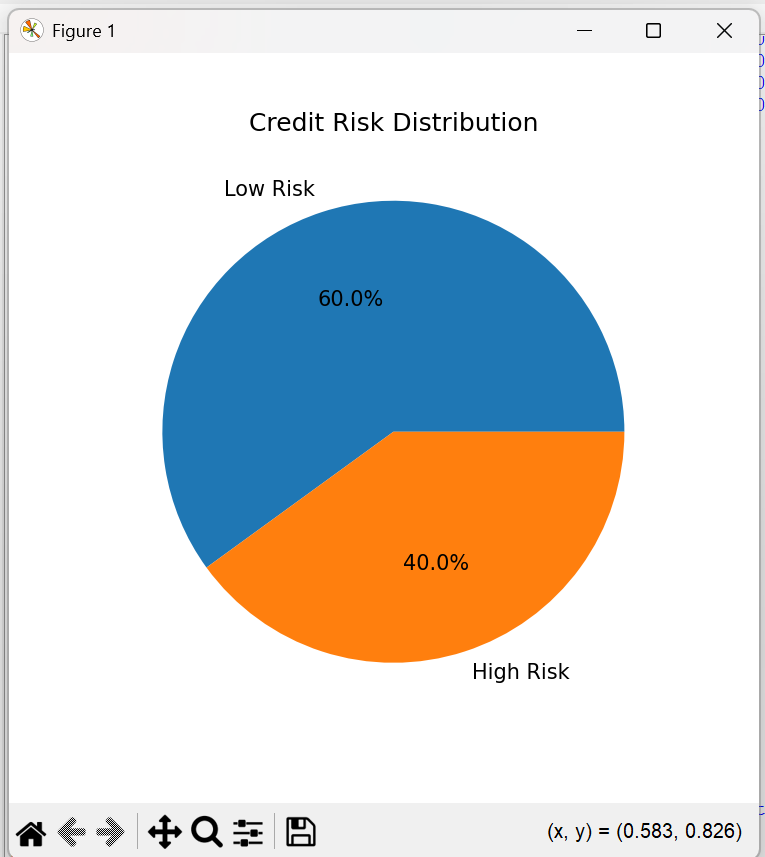 Figure 1
Credit Risk Distribution
Low Risk
60.0%
40.0%
High Risk
(x, y) = (0.583, 0.826)